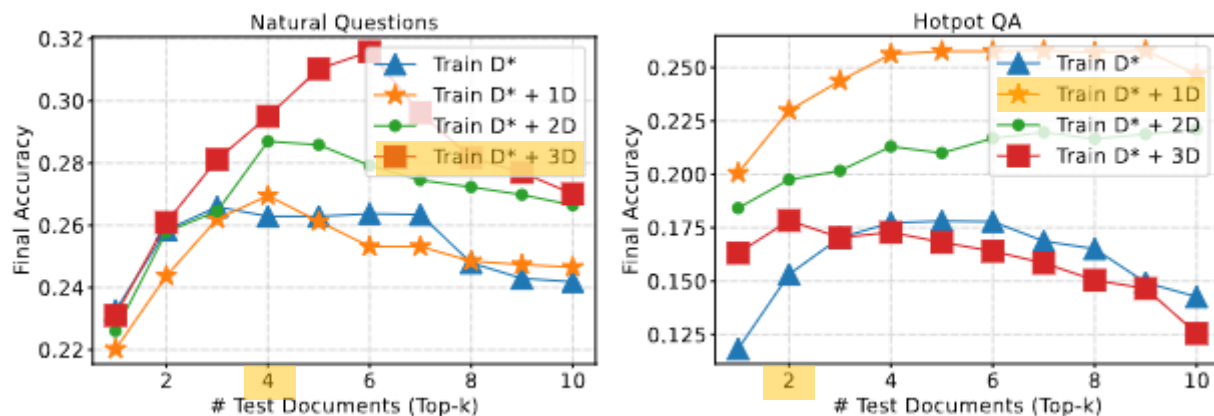 Natural Questions
Final Accuracy
0.32
0.30
0.28
0.26
0.24
0.22
Train D*
Train D* + 1D
Train D* + 2D
Train D* + 3D
2 4 6 8 10
# Test Documents (Top-k)
Hotpot QA
Final Accuracy
0.250
0.225
0.200
0.175
0.150
0.125
Train D*
Train D* + 1D
Train D* + 2D
Train D* + 3D
2 4 6 8 10
# Test Documents (Top-k)